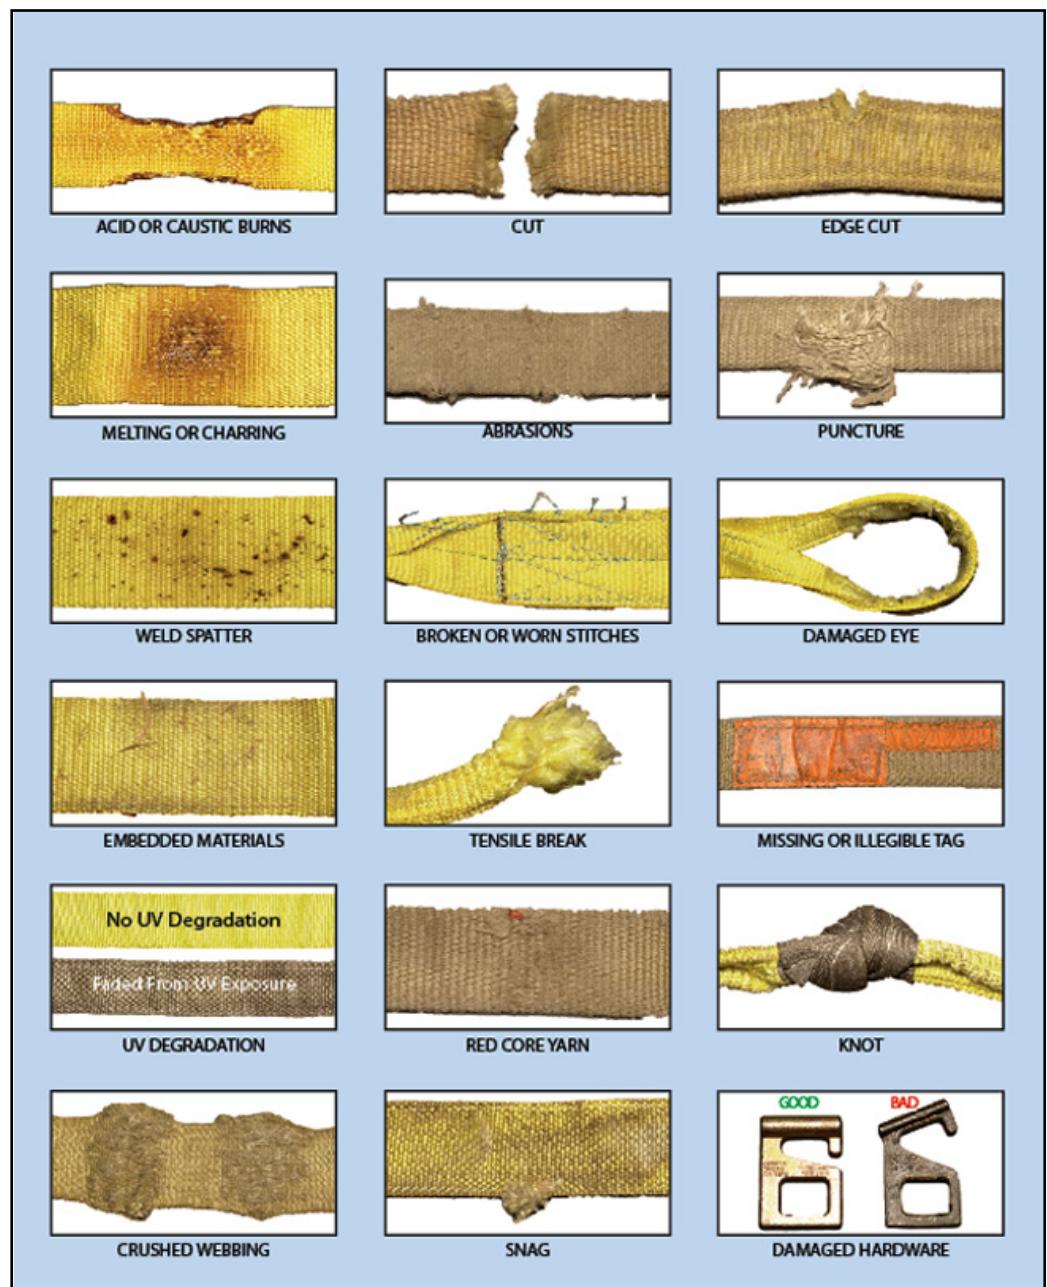 ACID OR CAUSTIC BURNS
CUT
EDGE CUT
MELTING OR CHARRING
ABRASIONS
PUNCTURE
WELD SPATTER
BROKEN OR WORN STITCHES
DAMAGED EYE
EMBEDDED MATERIALS
TENSILE BREAK
MISSING OR ILLEGIBLE TAG
No UV Degradation
Faded From UV Exposure
UV DEGRADATION
RED CORE YARN
KNOT
CRUSHED WEBBING
SNAG
GOOD
BAD
DAMAGED HARDWARE